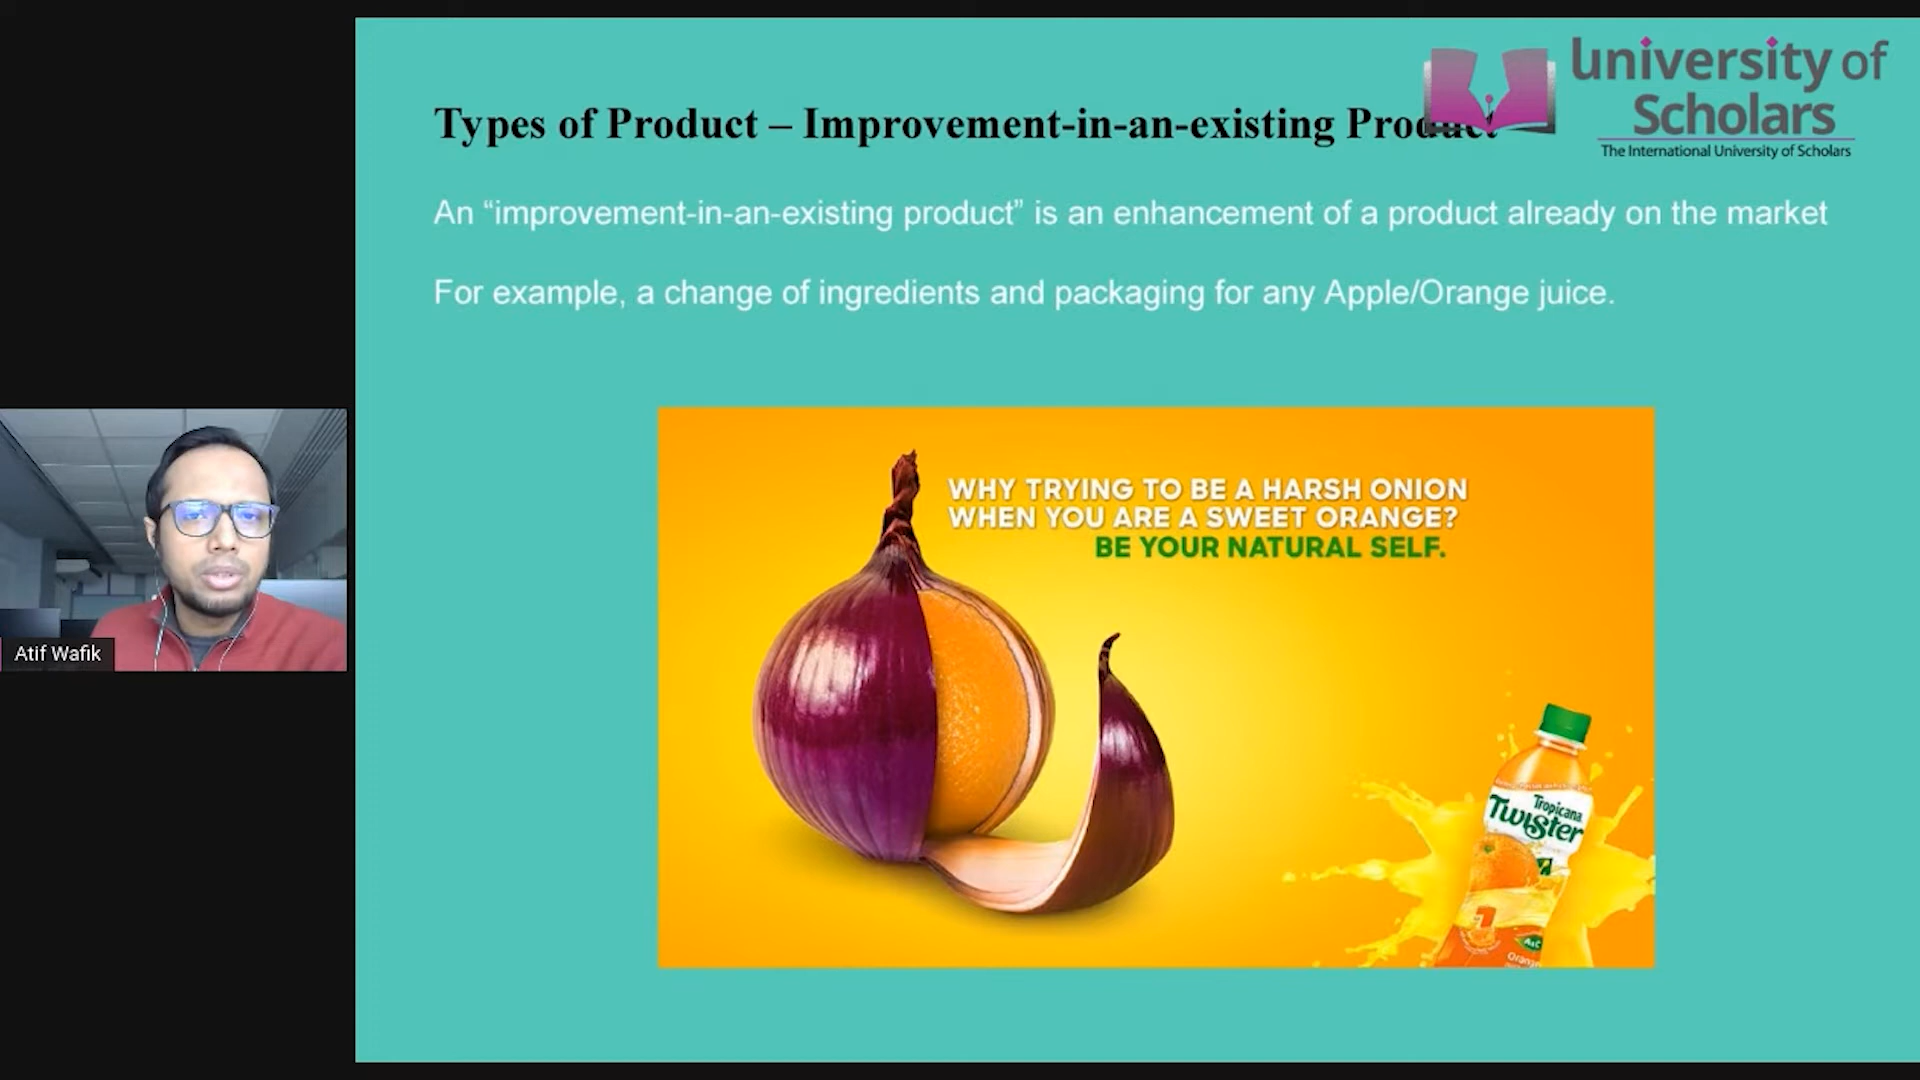 University of
Scholars
The International University of Scholars
Types of Product – Improvement-in-an-existing Product
An “improvement-in-an-existing product” is an enhancement of a product already on the market
For example, a change of ingredients and packaging for any Apple/Orange juice.
WHY TRYING TO BE A HARSH ONION
WHEN YOU ARE A SWEET ORANGE?
BE YOUR NATURAL SELF.
Tropicana
Twister
Orange
Atif Wafik